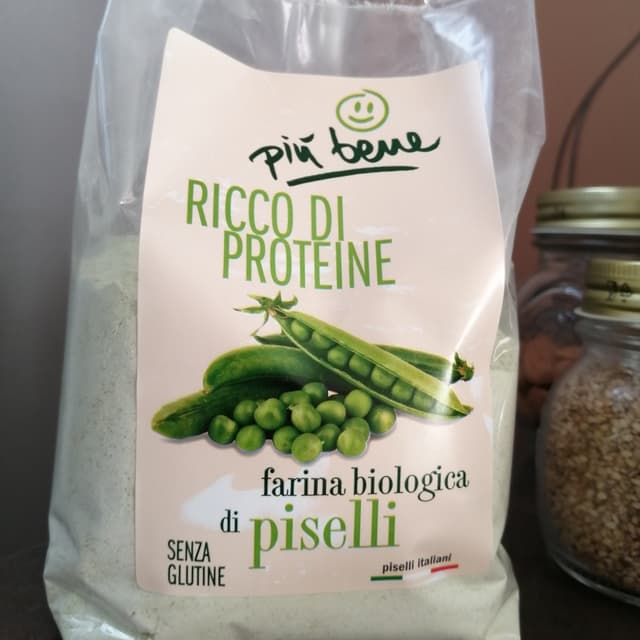 più bene
RICCO DI
PROTEINE
farina biologica
di piselli
SENZA
GLUTINE
piselli italiani